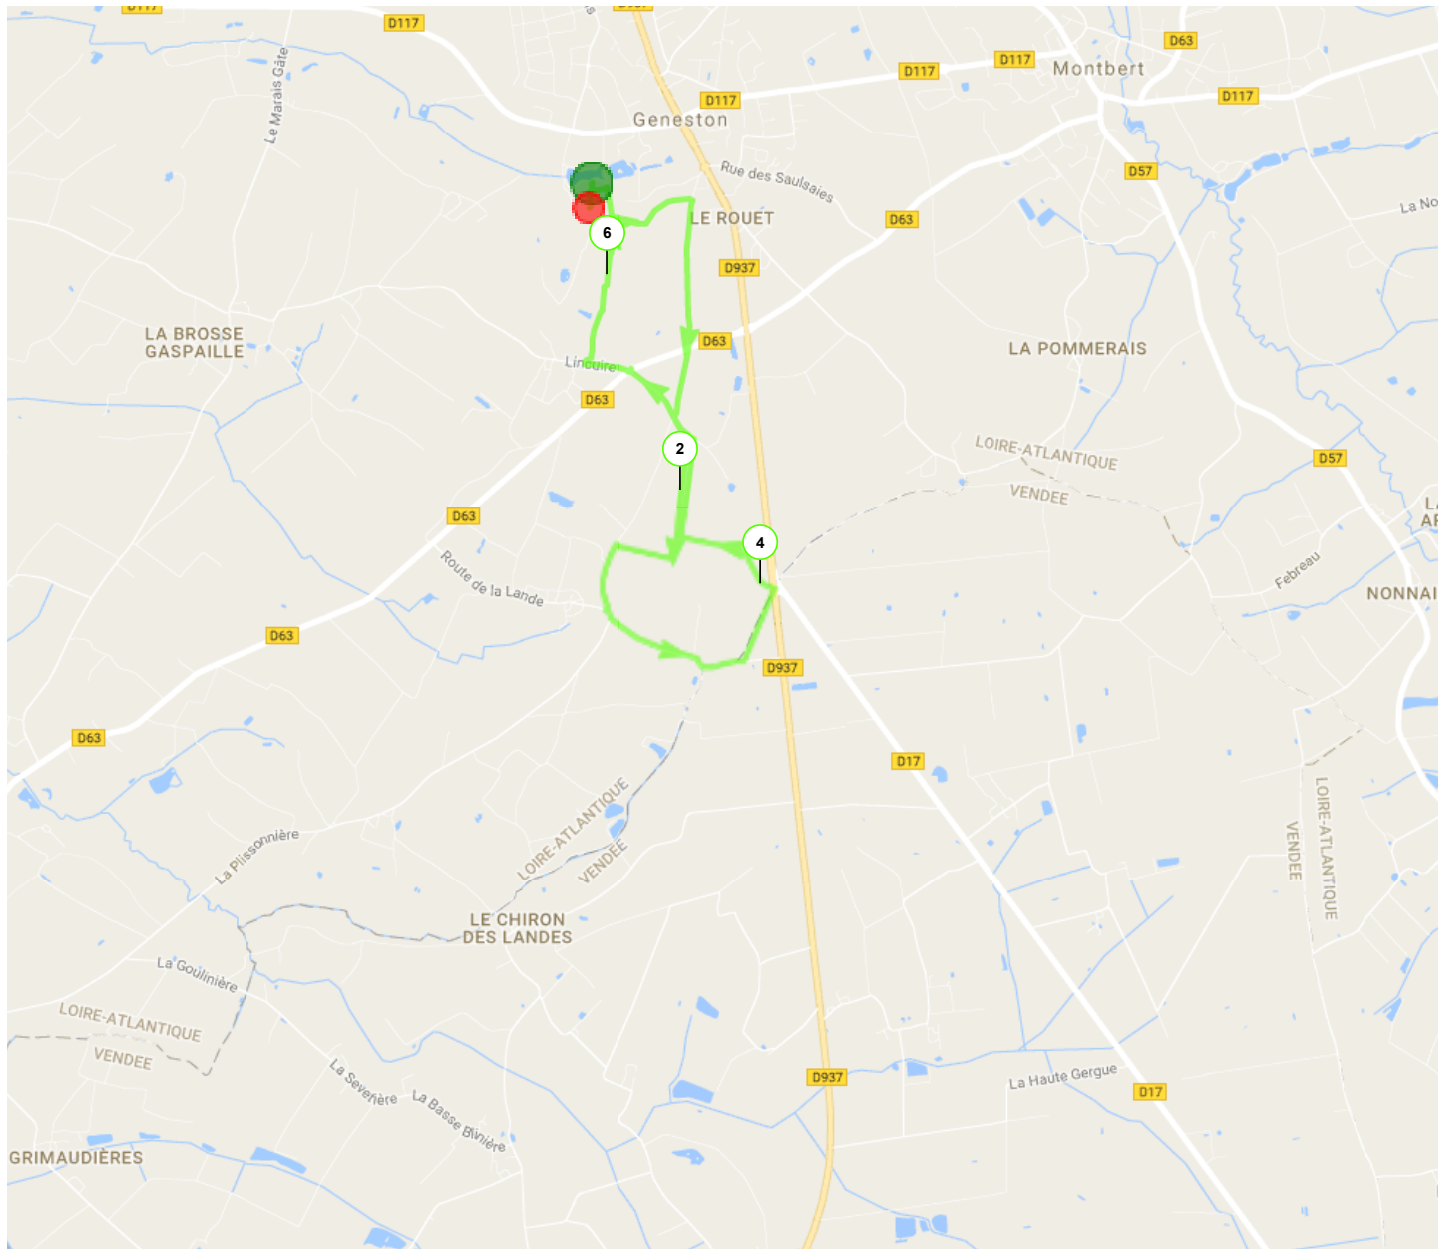 D117
D117
D63
D117
D117
Montbert
D117
D117
Geneston
Le Marais Gâte
Rue des Saulsaies
D57
LE ROUET
D63
La No
6
D937
LA BROSSE
GASPAILLE
D63
LA POMMERAIS
Lincuire
D63
2
LOIRE-ATLANTIQUE
VENDEE
D57
D63
4
Route de la Lande
Febreau
NONNAI
D63
D937
D63
D17
LOIRE-ATLANTIQUE
VENDEE
LOIRE-ATLANTIQUE
VENDEE
La Plissonnière
LE CHIRON
DES LANDES
La Goulinière
LOIRE-ATLANTIQUE
VENDEE
La Severière
La Basse Bivière
D937
La Haute Gergue
D17
GRIMAUDIÈRES